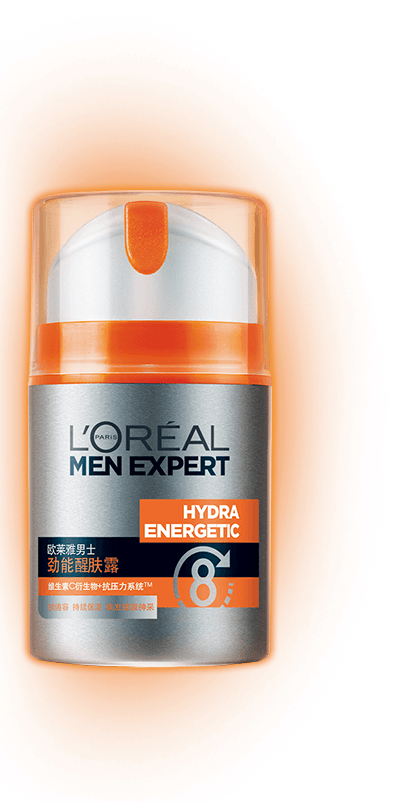 L'ORÉAL
PARIS
MEN EXPERT
HYDRA
ENERGETIC
欧莱雅男士
劲能醒肤露
8
维生素C衍生物+抗压力系统™